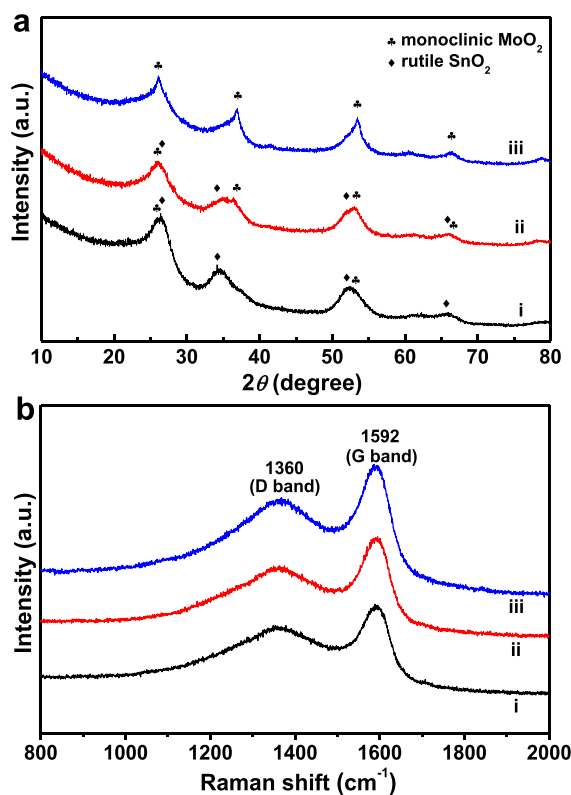 a
♣ monoclinic MoO₂
♦ rutile SnO₂
Intensity (a.u.)
♣
♣
♣
♣
iii
♣ ♦
♦
♣
♦ ♣
♦ ♣
ii
♣ ♦
♦
♦ ♣
♦
i
10 20 30 40 50 60 70 80
2θ (degree)
b
1592
(G band)
1360
(D band)
Intensity (a.u.)
iii
ii
i
800 1000 1200 1400 1600 1800 2000
Raman shift (cm⁻¹)